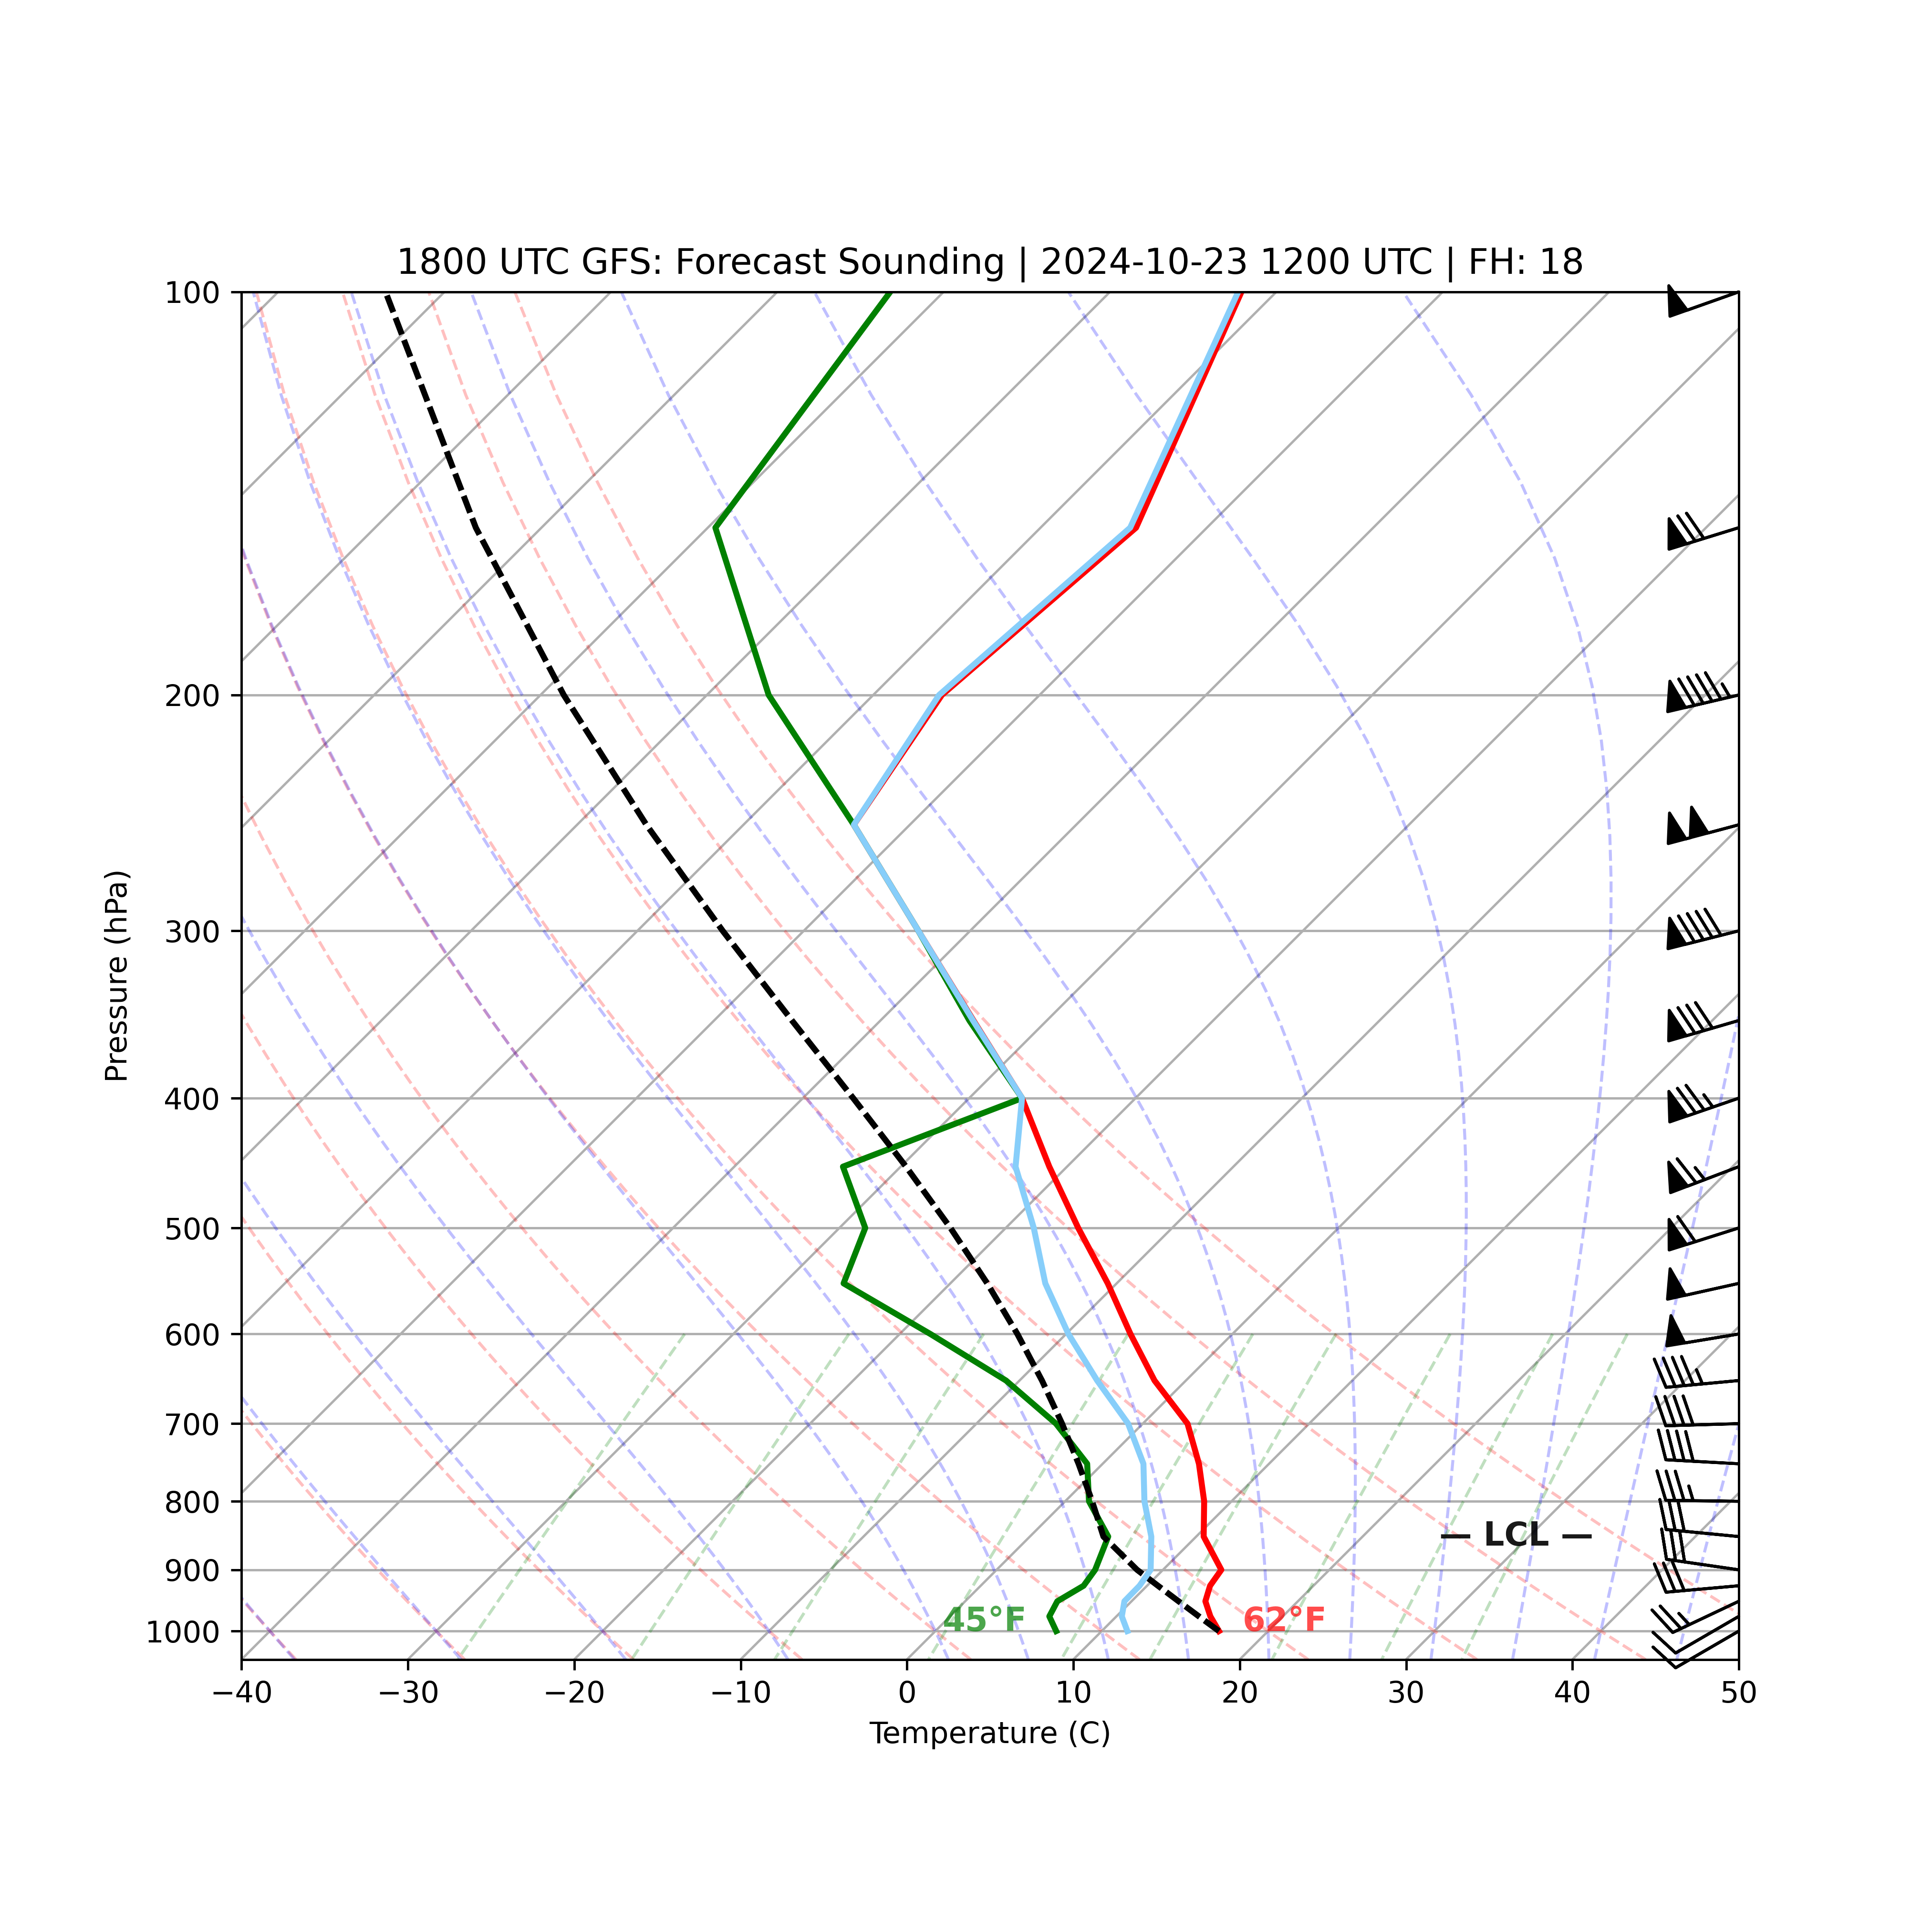 1800 UTC GFS: Forecast Sounding | 2024-10-23 1200 UTC | FH: 18
100
200
300
400
500
600
700
800
900
1000
Pressure (hPa)
— LCL —
45°F
62°F
−40 −30 −20 −10 0 10 20 30 40 50
Temperature (C)